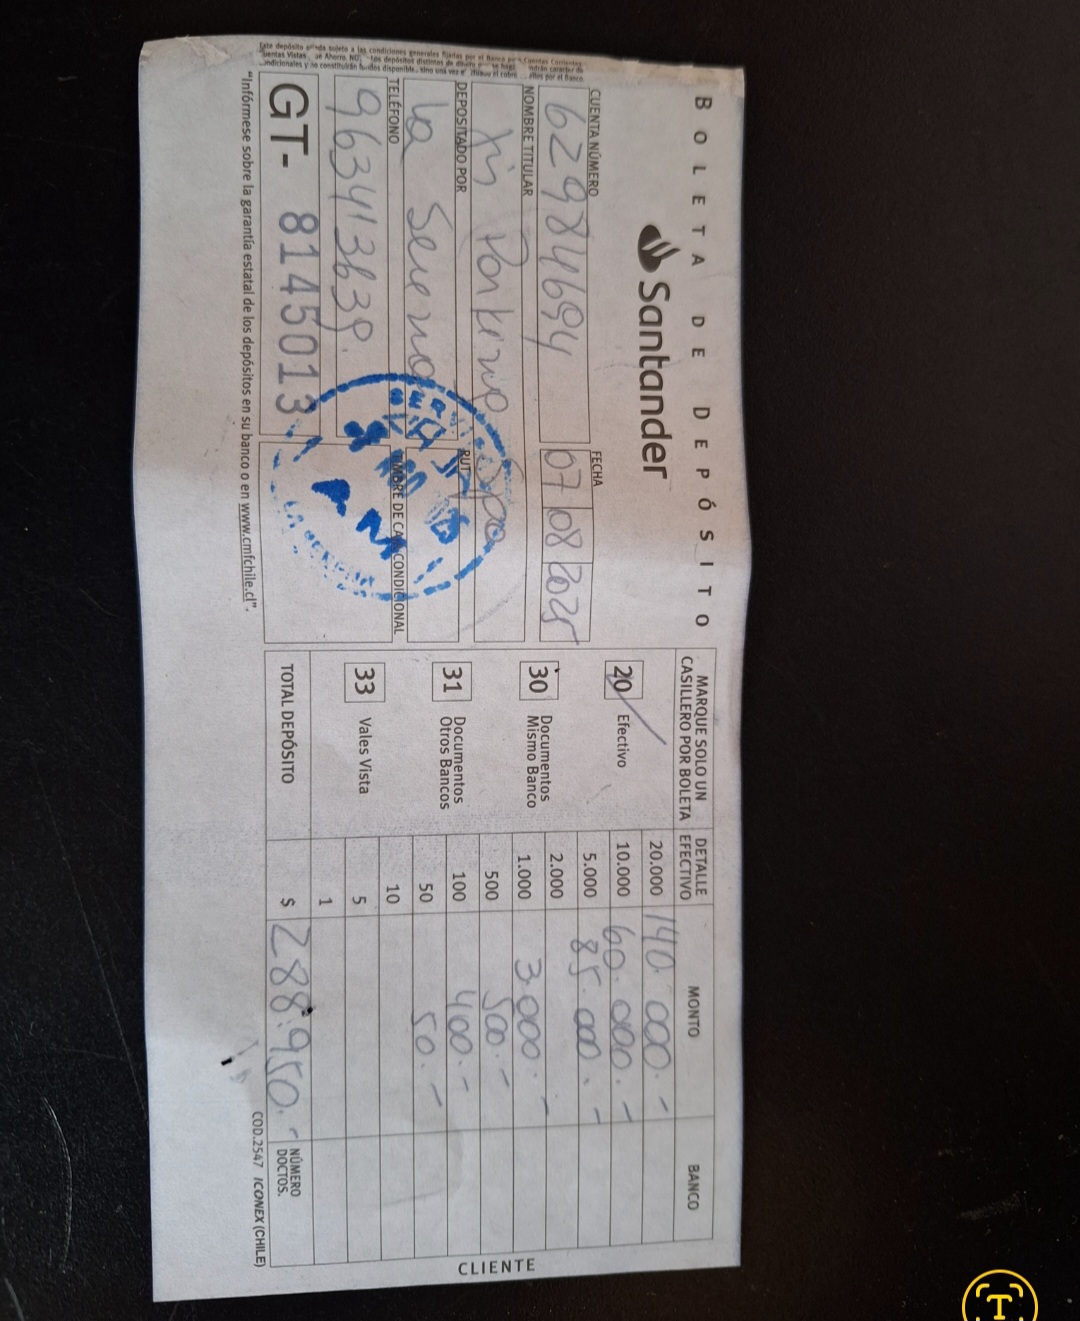 BOLETA DE DEPÓSITO
Santander
CUENTA NÚMERO
62984694
FECHA
07 08 2025
NOMBRE TITULAR
Spa
DEPOSITADO POR
La Serena
RUT
TELÉFONO
963413639.
TIMBRE DE CAJA CONDICIONAL
GT- 8145013
"Infórmese sobre la garantía estatal de los depósitos en su banco o en www.cmfchile.cl".
MARQUE SOLO UN
CASILLERO POR BOLETA
20 Efectivo
30 Documentos
Mismo Banco
31 Documentos
Otros Bancos
33 Vales Vista
DETALLE
EFECTIVO
MONTO
BANCO
20.000 140.000.-
10.000 60.000.-
5.000 85.000.-
2.000
1.000 3.000.-
500 500.-
100 400.-
50 50.-
10
5
1
TOTAL DEPÓSITO $ 288.950.-
NÚMERO
DOCTOS.
COD.2547 ICONEX (CHILE)
CLIENTE